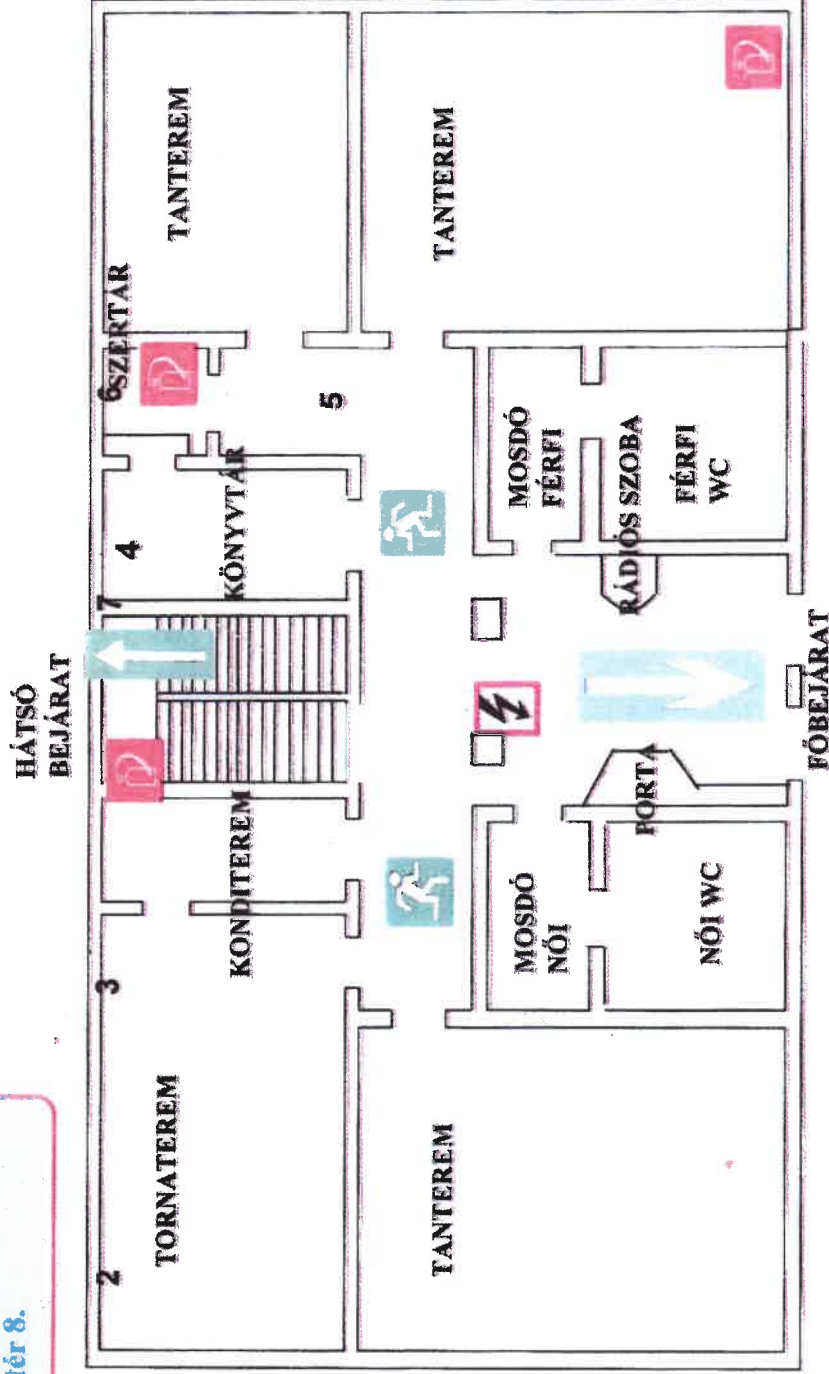 tér 8.
HÁTSÓ
BEJÁRAT
2
3
7
4
6
SZERTÁR
TORNATEREM
TANTEREM
KONDITEREM
KÖNYVTÁR
5
TANTEREM
TANTEREM
MOSDÓ
NŐI
MOSDÓ
FÉRFI
PORTA
RÁDIÓS SZOBA
NŐI WC
FÉRFI
WC
FŐBEJÁRAT